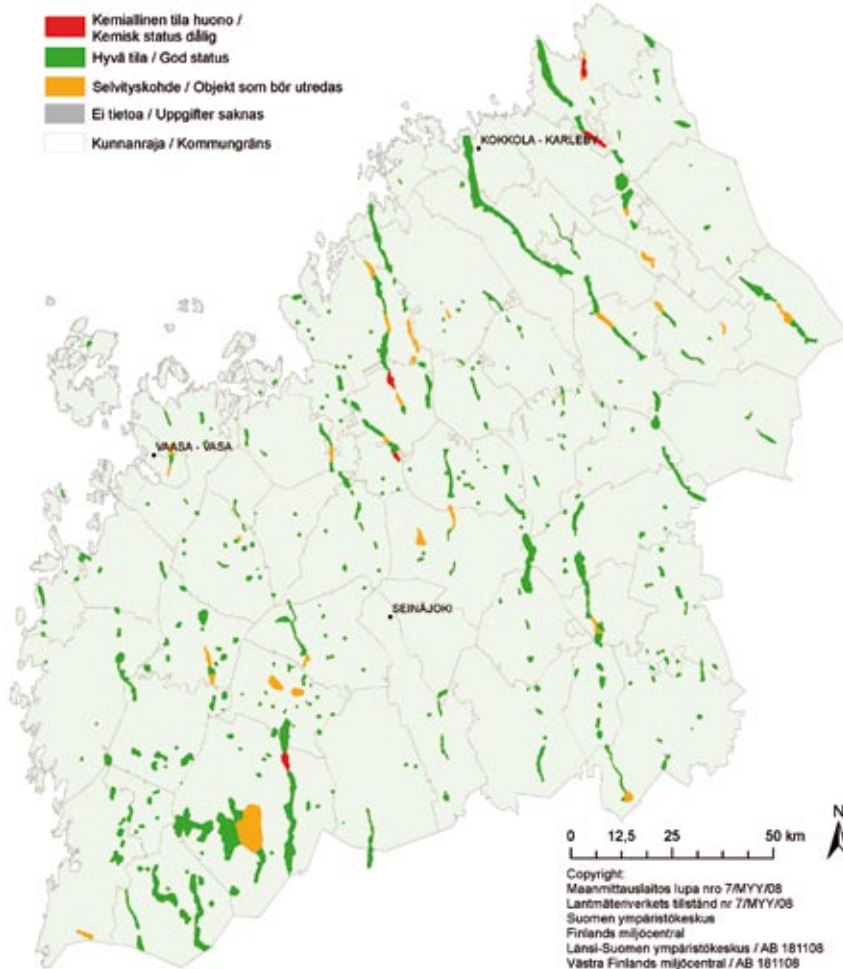 Kemiallinen tila huono /
Kemisk status dålig
Hyvä tila / God status
Selvityskohde / Objekt som bör utredas
Ei tietoa / Uppgifter saknas
Kunnanraja / Kommungräns
KOKKOLA - KARLEBY
VAASA - VASA
SEINÄJOKI
N
0 12,5 25 50 km
Copyright:
Maanmittauslaitos lupa nro 7/MYY/08
Lantmäteriverkets tillstånd nr 7/MYY/08
Suomen ympäristökeskus
Finlands miljöcentral
Länsi-Suomen ympäristökeskus / AB 181108
Västra Finlands miljöcentral / AB 181108